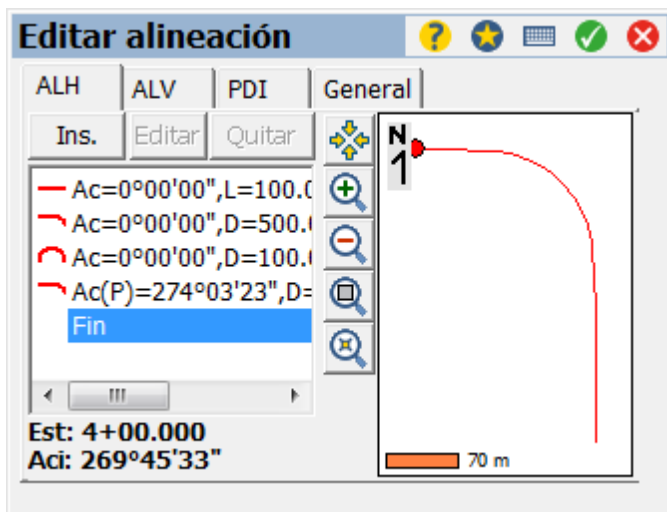 Editar alineación
ALH ALV PDI General
Ins. Editar Quitar
Ac=0°00'00",L=100.0
Ac=0°00'00",D=500.0
Ac=0°00'00",D=100.0
Ac(P)=274°03'23",D=
Fin
Est: 4+00.000
Aci: 269°45'33"
N
1
70 m